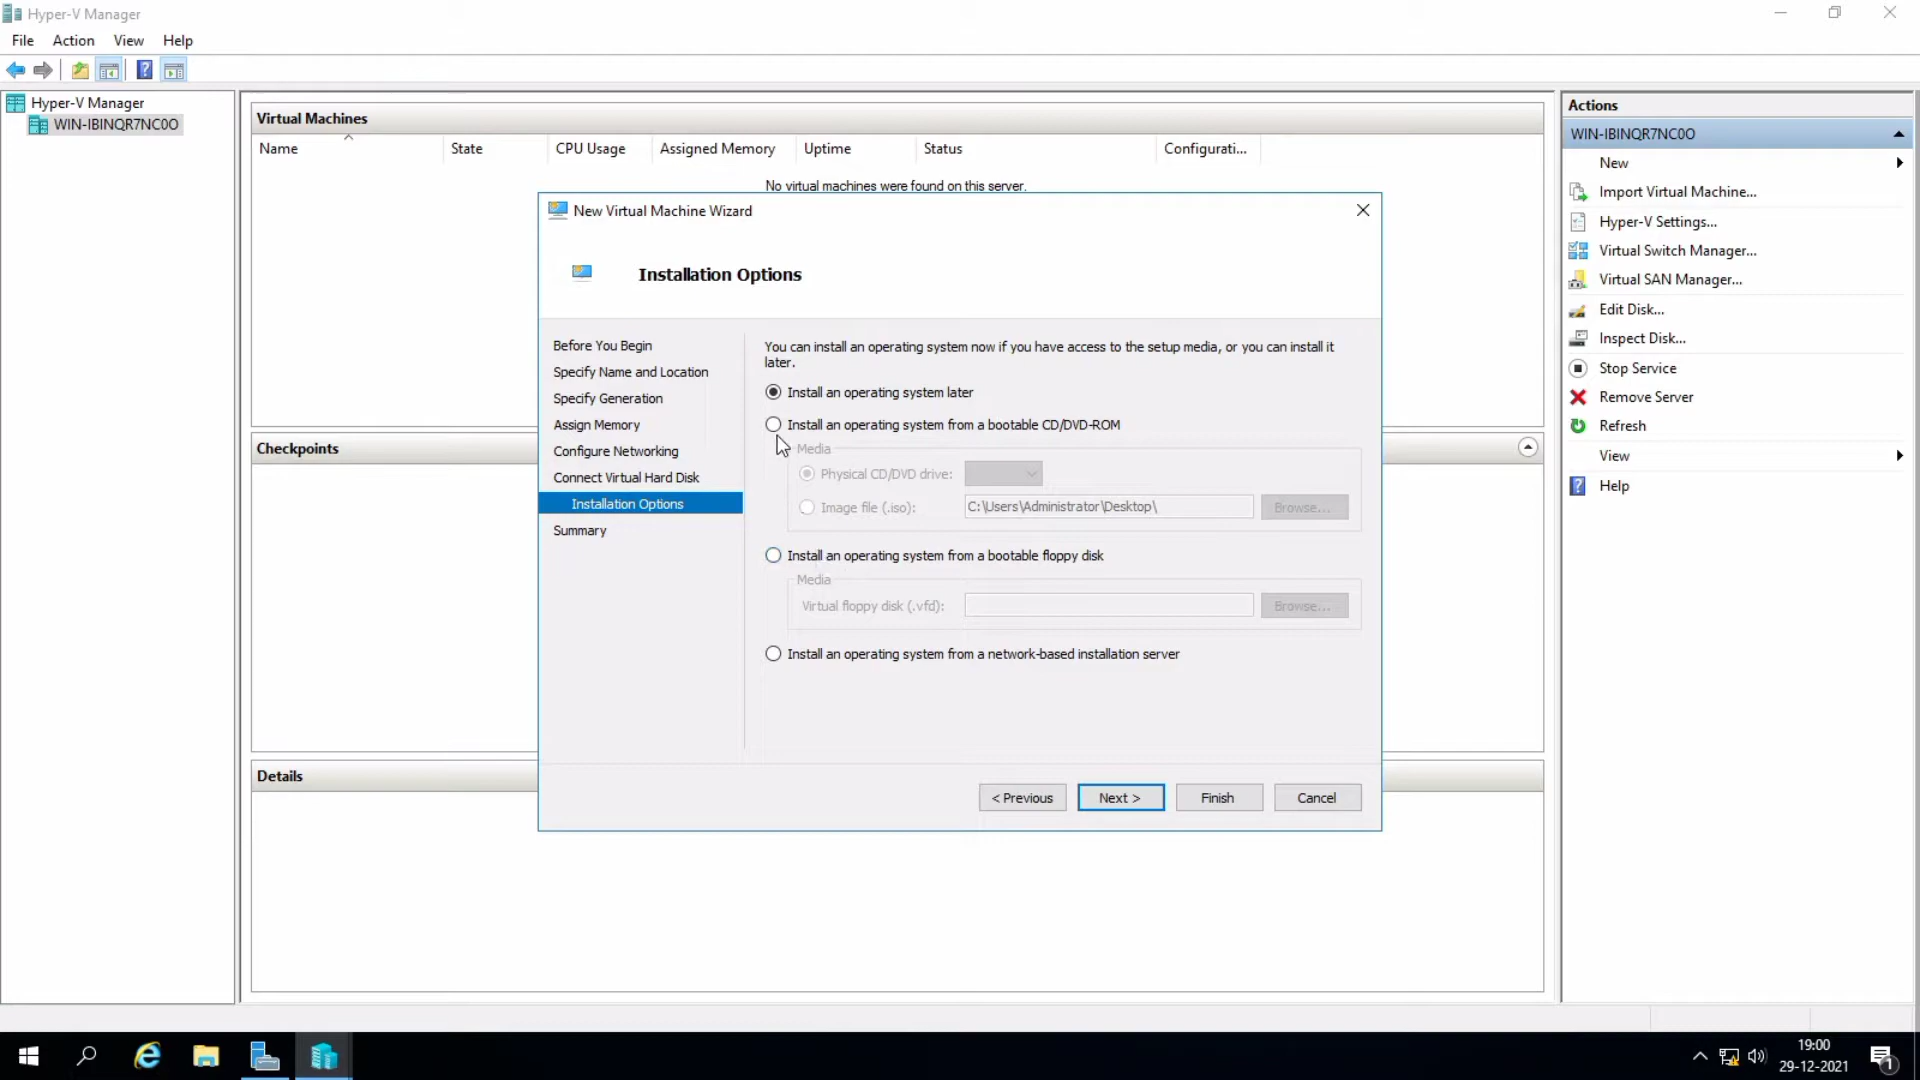 Hyper-V Manager
File Action View Help
Hyper-V Manager
WIN-IBINQR7NC0O
Virtual Machines
Name State CPU Usage Assigned Memory Uptime Status Configurati...
No virtual machines were found on this server.
Checkpoints
Details
New Virtual Machine Wizard
Installation Options
Before You Begin
Specify Name and Location
Specify Generation
Assign Memory
Configure Networking
Connect Virtual Hard Disk
Installation Options
Summary
You can install an operating system now if you have access to the setup media, or you can install it
later.
Install an operating system later
Install an operating system from a bootable CD/DVD-ROM
Media
Physical CD/DVD drive:
Image file (.iso): C:\Users\Administrator\Desktop\ Browse...
Install an operating system from a bootable floppy disk
Media
Virtual floppy disk (.vfd): Browse...
Install an operating system from a network-based installation server
< Previous Next > Finish Cancel
Actions
WIN-IBINQR7NC0O
New
Import Virtual Machine...
Hyper-V Settings...
Virtual Switch Manager...
Virtual SAN Manager...
Edit Disk...
Inspect Disk...
Stop Service
Remove Server
Refresh
View
Help
19:00
29-12-2021
1